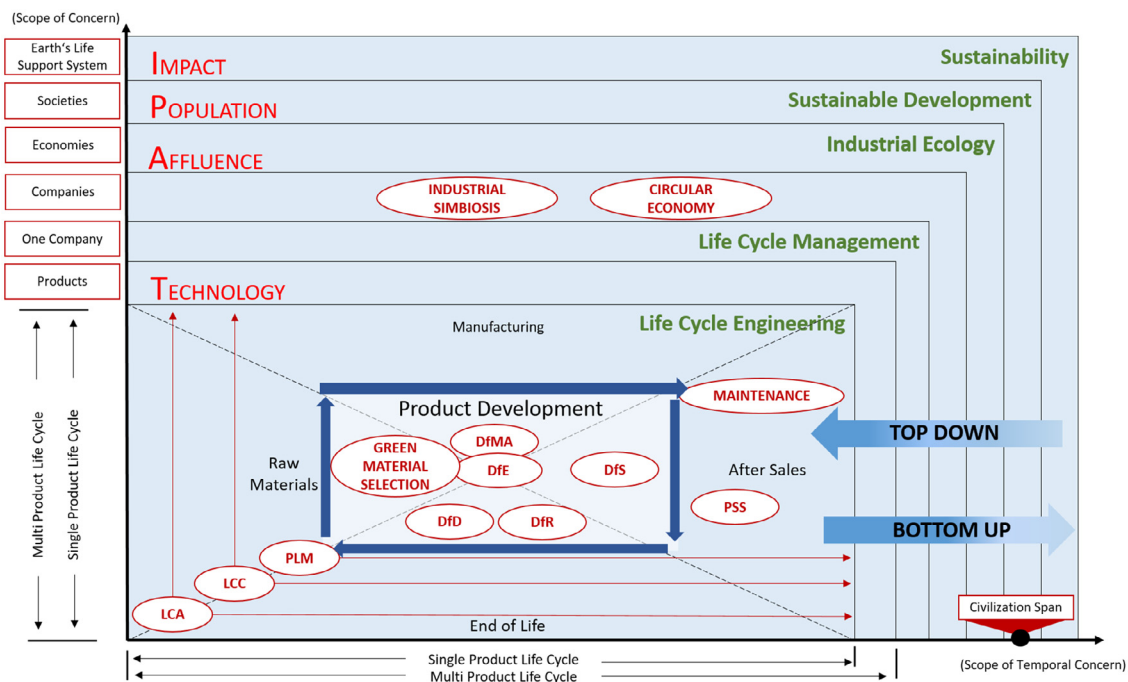 (Scope of Concern)
Earth's Life
Support System
IMPACT
Sustainability
Societies
POPULATION
Sustainable Development
Economies
AFFLUENCE
Industrial Ecology
Companies
INDUSTRIAL
SIMBIOSIS
CIRCULAR
ECONOMY
One Company
Life Cycle Management
Products
TECHNOLOGY
Life Cycle Engineering
Manufacturing
Multi Product Life Cycle
Single Product Life Cycle
Product Development
MAINTENANCE
TOP DOWN
DfMA
GREEN
MATERIAL
SELECTION
DfE
DfS
Raw
Materials
After Sales
DfD
DfR
PSS
BOTTOM UP
PLM
LCC
LCA
End of Life
Civilization Span
Single Product Life Cycle
Multi Product Life Cycle
(Scope of Temporal Concern)